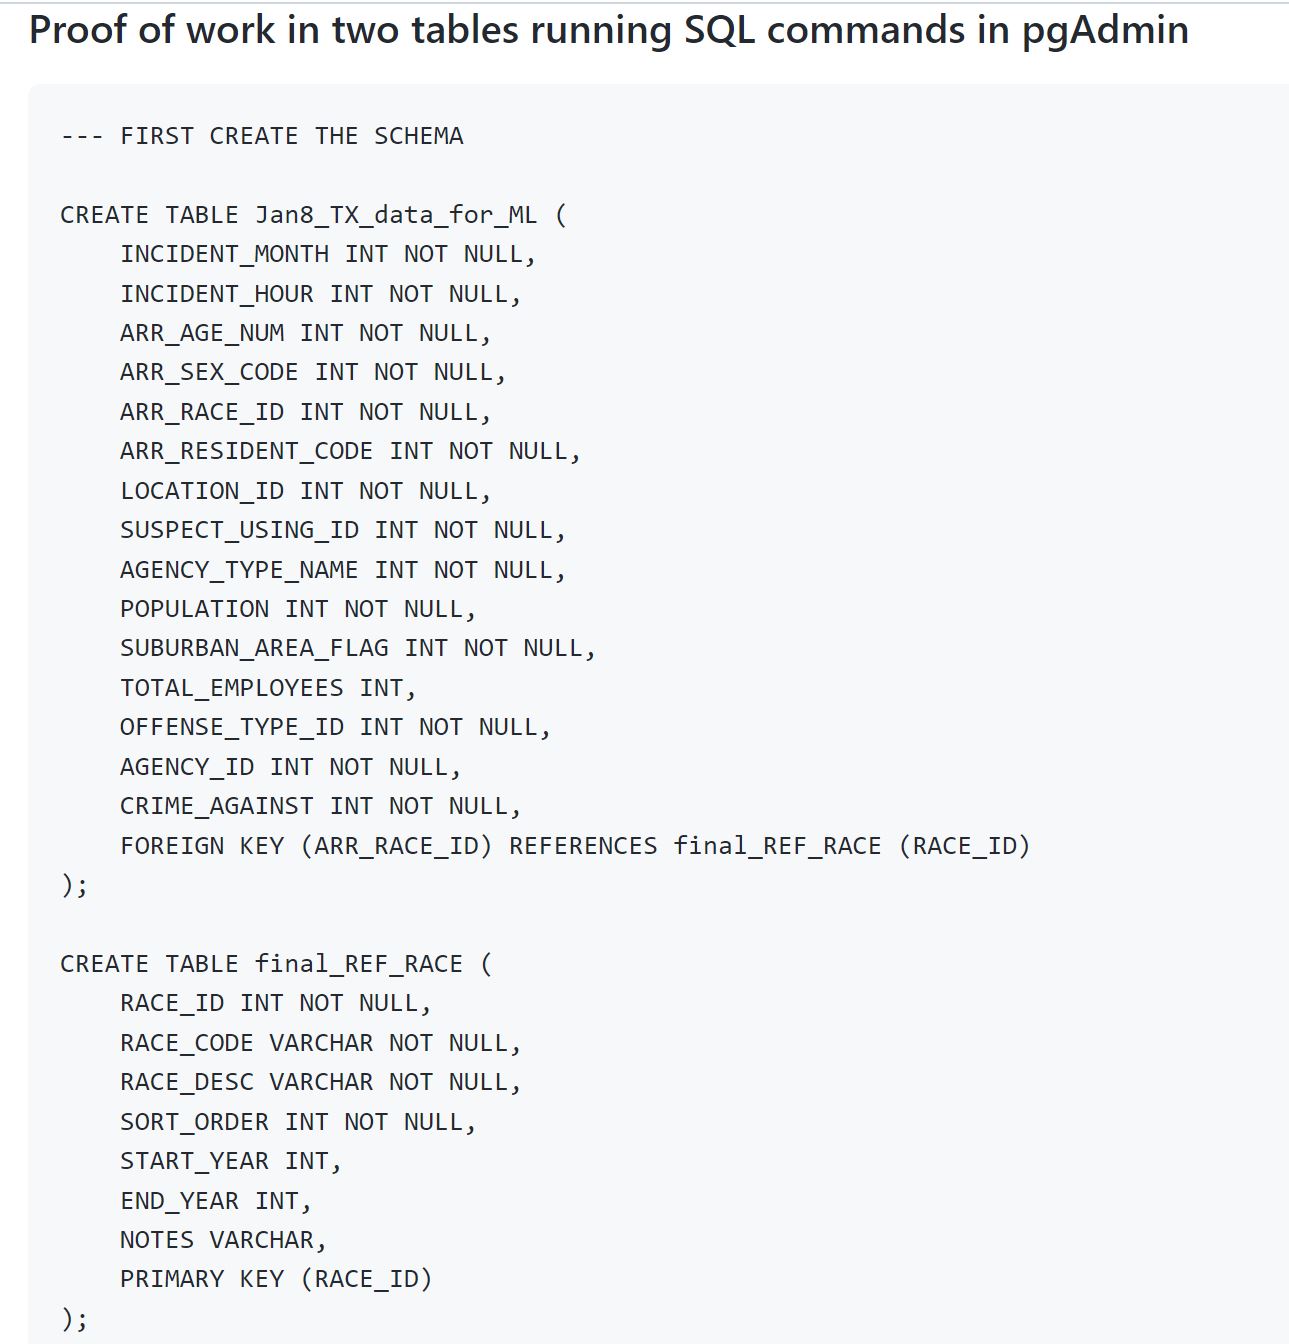 Proof of work in two tables running SQL commands in pgAdmin
--- FIRST CREATE THE SCHEMA
CREATE TABLE Jan8_TX_data_for_ML (
INCIDENT_MONTH INT NOT NULL,
INCIDENT_HOUR INT NOT NULL,
ARR_AGE_NUM INT NOT NULL,
ARR_SEX_CODE INT NOT NULL,
ARR_RACE_ID INT NOT NULL,
ARR_RESIDENT_CODE INT NOT NULL,
LOCATION_ID INT NOT NULL,
SUSPECT_USING_ID INT NOT NULL,
AGENCY_TYPE_NAME INT NOT NULL,
POPULATION INT NOT NULL,
SUBURBAN_AREA_FLAG INT NOT NULL,
TOTAL_EMPLOYEES INT,
OFFENSE_TYPE_ID INT NOT NULL,
AGENCY_ID INT NOT NULL,
CRIME_AGAINST INT NOT NULL,
FOREIGN KEY (ARR_RACE_ID) REFERENCES final_REF_RACE (RACE_ID)
);
CREATE TABLE final_REF_RACE (
RACE_ID INT NOT NULL,
RACE_CODE VARCHAR NOT NULL,
RACE_DESC VARCHAR NOT NULL,
SORT_ORDER INT NOT NULL,
START_YEAR INT,
END_YEAR INT,
NOTES VARCHAR,
PRIMARY KEY (RACE_ID)
);